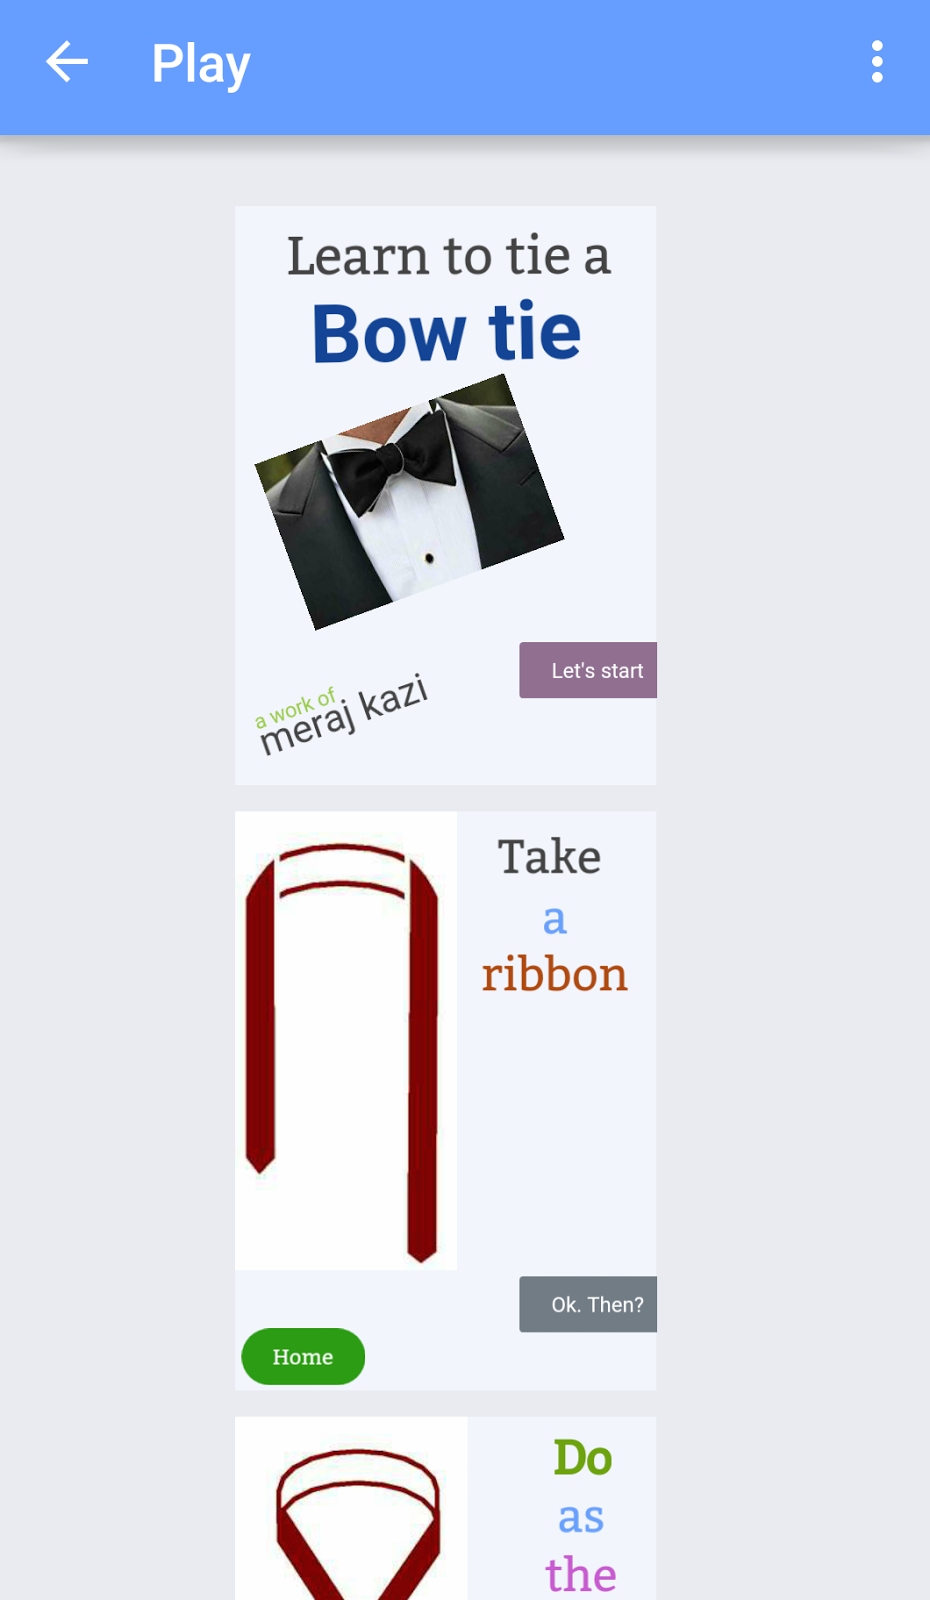 Play
Learn to tie a
Bow tie
Let's start
a work of
meraj kazi
Take
a
ribbon
Ok. Then?
Home
Do
as
the